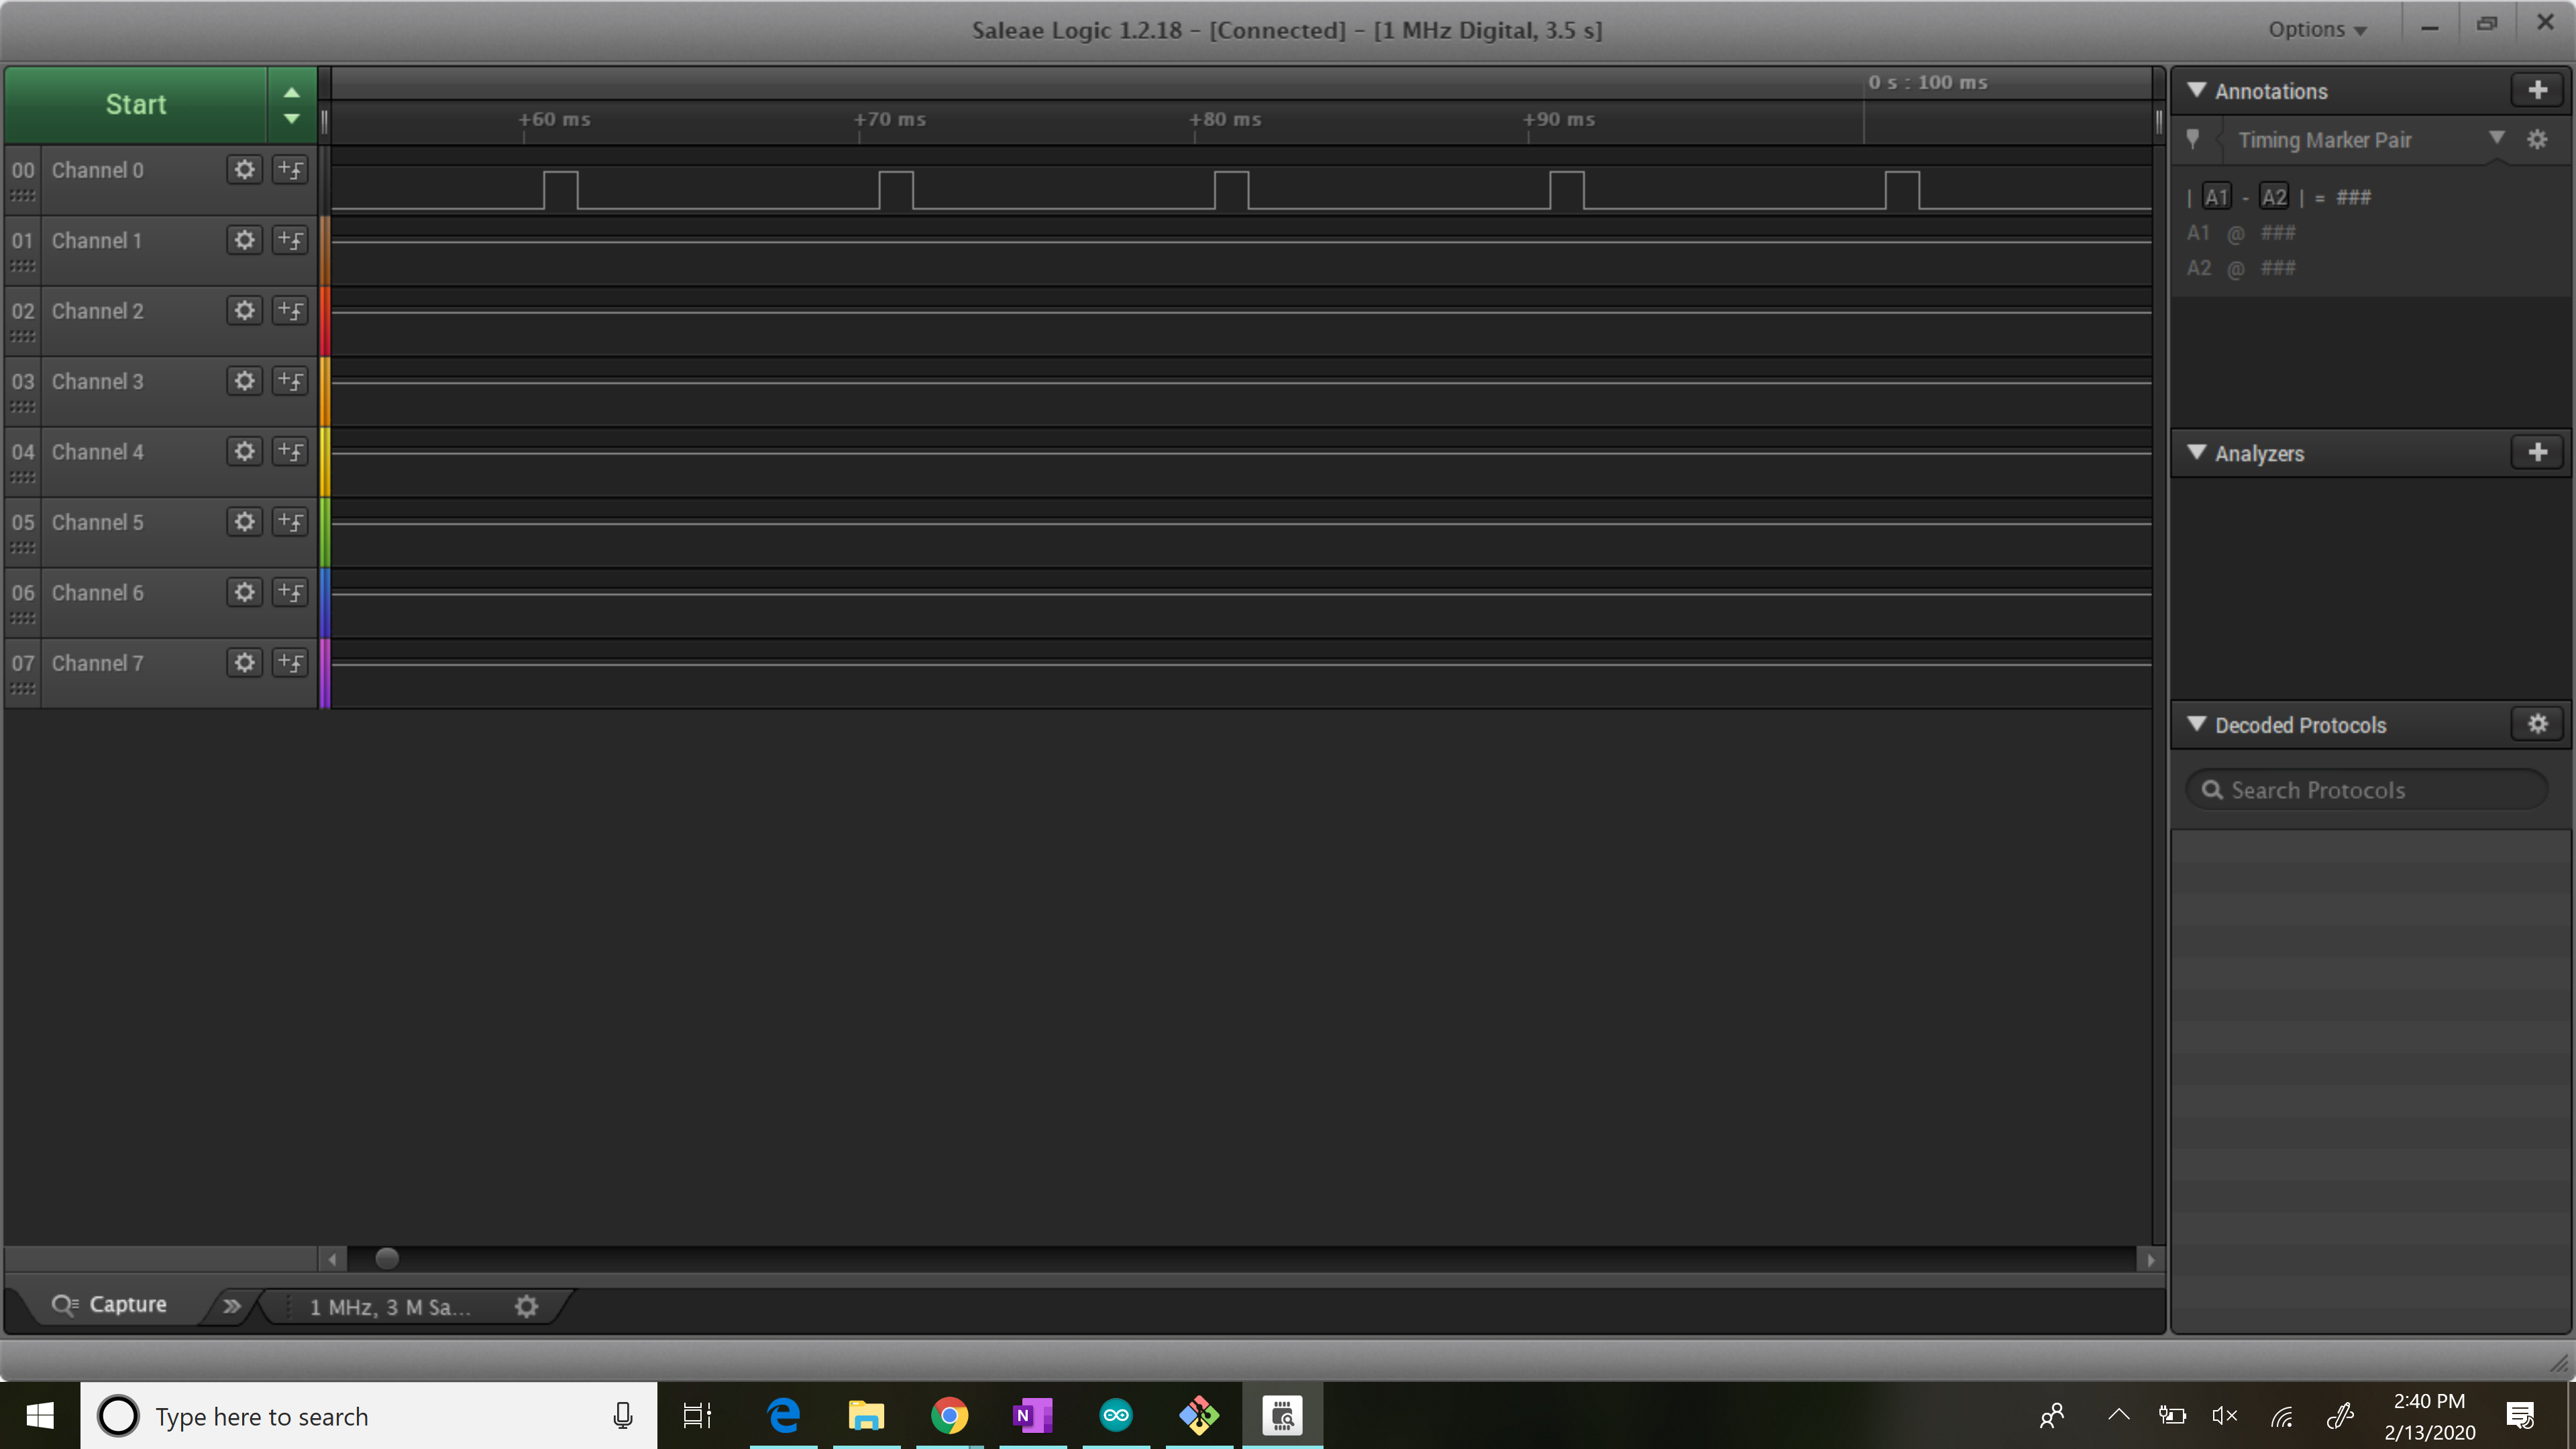 Saleae Logic 1.2.18 - [Connected] - [1 MHz Digital, 3.5 s]
Options
Start
0 s : 100 ms
+60 ms +70 ms +80 ms +90 ms
Annotations
Timing Marker Pair
| A1 - A2 | = ###
A1 @ ###
A2 @ ###
00 Channel 0
01 Channel 1
02 Channel 2
03 Channel 3
04 Channel 4
05 Channel 5
06 Channel 6
07 Channel 7
Analyzers
Decoded Protocols
Search Protocols
Capture
1 MHz, 3 M Sa...
Type here to search
N
2:40 PM
2/13/2020